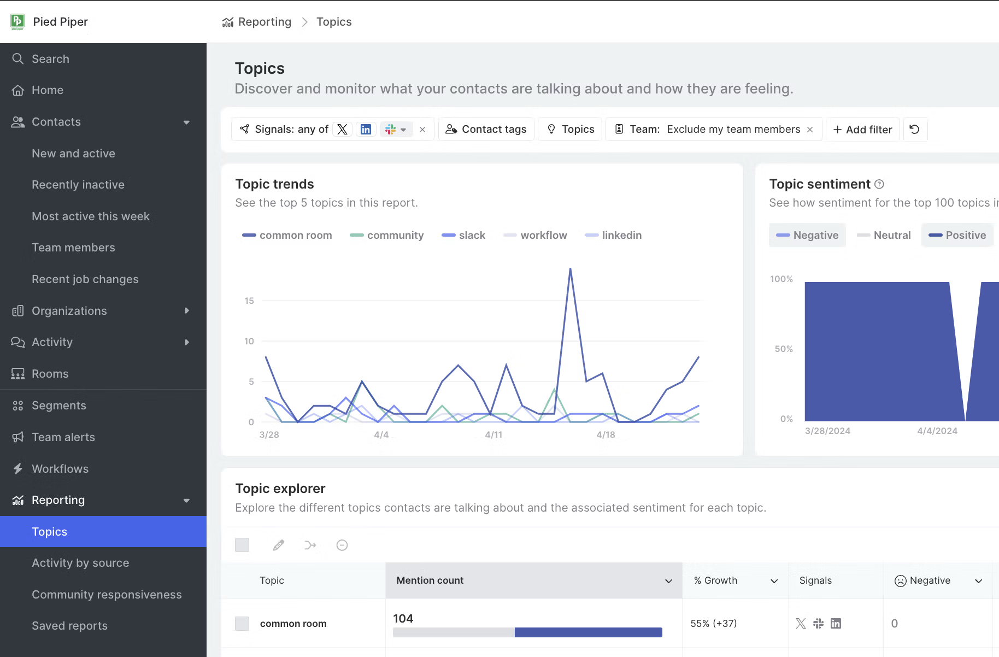 Pied Piper
Reporting > Topics
Search
Home
Contacts
New and active
Recently inactive
Most active this week
Team members
Recent job changes
Organizations
Activity
Rooms
Segments
Team alerts
Workflows
Reporting
Topics
Activity by source
Community responsiveness
Saved reports
Topics
Discover and monitor what your contacts are talking about and how they are feeling.
Signals: any of
Contact tags
Topics
Team: Exclude my team members
+ Add filter
Topic trends
See the top 5 topics in this report.
common room community slack workflow linkedin
15
10
5
0
3/28 4/4 4/11 4/18
Topic sentiment
See how sentiment for the top 100 topics in
Negative Neutral Positive
100%
50%
0%
3/28/2024 4/4/2024
Topic explorer
Explore the different topics contacts are talking about and the associated sentiment for each topic.
Topic Mention count % Growth Signals Negative
common room 104 55% (+37) 0